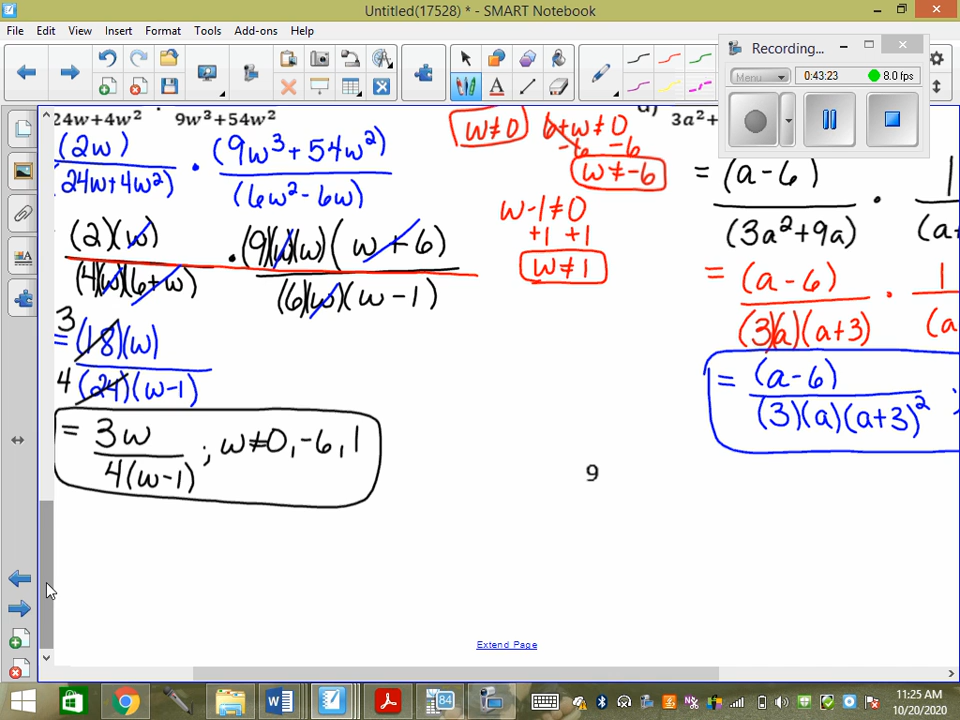 Untitled(17528) * - SMART Notebook
File Edit View Insert Format Tools Add-ons Help
Recording...
Menu 0:43:23 8.0 fps
24w+4w² 9w³+54w²
(2w) / (24w+4w²) • (9w³+54w²) / (6w²-6w)
(2)(w) / (4)(w)(6+w) • (9)(w)(w)(w+6) / (6)(w)(w-1)
3
= (18)(w) / (24)(w-1)
4
= 3w / 4(w-1) ; w≠0,-6,1
w≠0 6+w≠0
-6 -6
w≠-6
w-1≠0
+1 +1
w≠1
3a²+
= (a-6) / (3a²+9a) • 1 / (a+
= (a-6) / (3)(a)(a+3) • 1 / (a
= (a-6) / (3)(a)(a+3)² ;
9
Extend Page
11:25 AM
10/20/2020